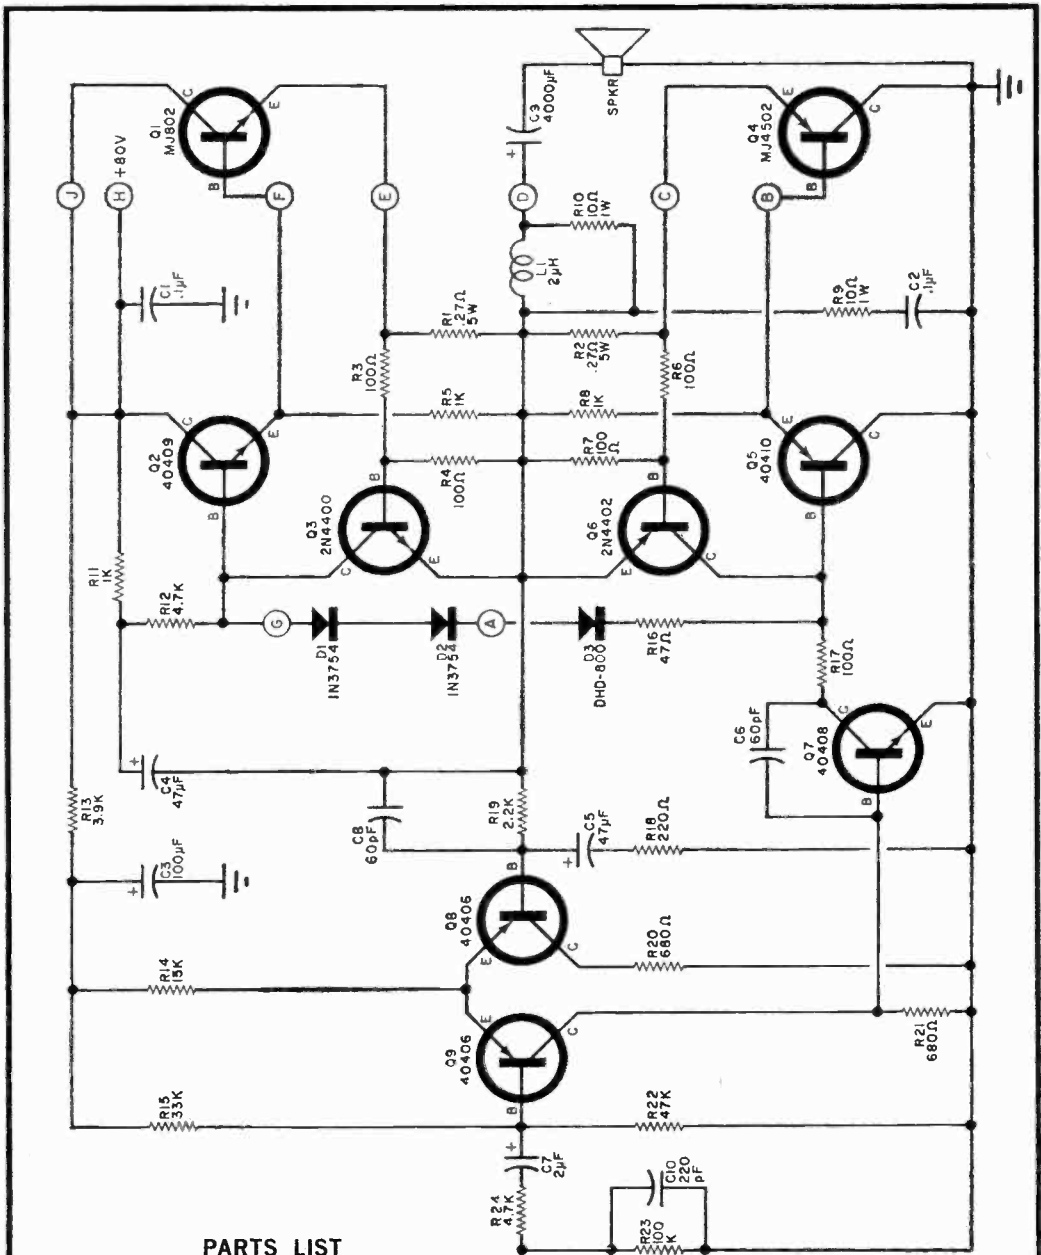 SPKR
C9
4000µF
+
Q1
MJ802
C
E
B
Q4
MJ4502
E
C
B
J
H
+80V
F
E
D
C
B
R10
10Ω
1W
L1
2µH
C1
.1µF
R9
10Ω
1W
C2
.1µF
R1
.27Ω
5W
R2
.27Ω
5W
R3
100Ω
R6
100Ω
R5
1K
R8
1K
R4
100Ω
R7
100
Ω
Q2
40409
C
E
B
Q5
40410
E
C
B
Q3
2N4400
B
C
E
Q6
2N4402
B
E
C
R11
1K
R12
4.7K
G
D1
1N3754
D2
1N3754
A
D3
DHD-800
R16
47Ω
R17
100Ω
C6
60pF
Q7
40408
C
E
B
+
C4
47µF
R13
3.9K
C8
60pF
R19
2.2K
+
C5
47µF
R18
220Ω
+
C3
100µF
Q8
40406
B
E
C
R20
680Ω
R14
15K
Q9
40406
E
C
B
R21
680Ω
R15
33K
R22
47K
+
C7
2µF
C10
220
pF
R24
4.7K
R23
100
K
PARTS LIST